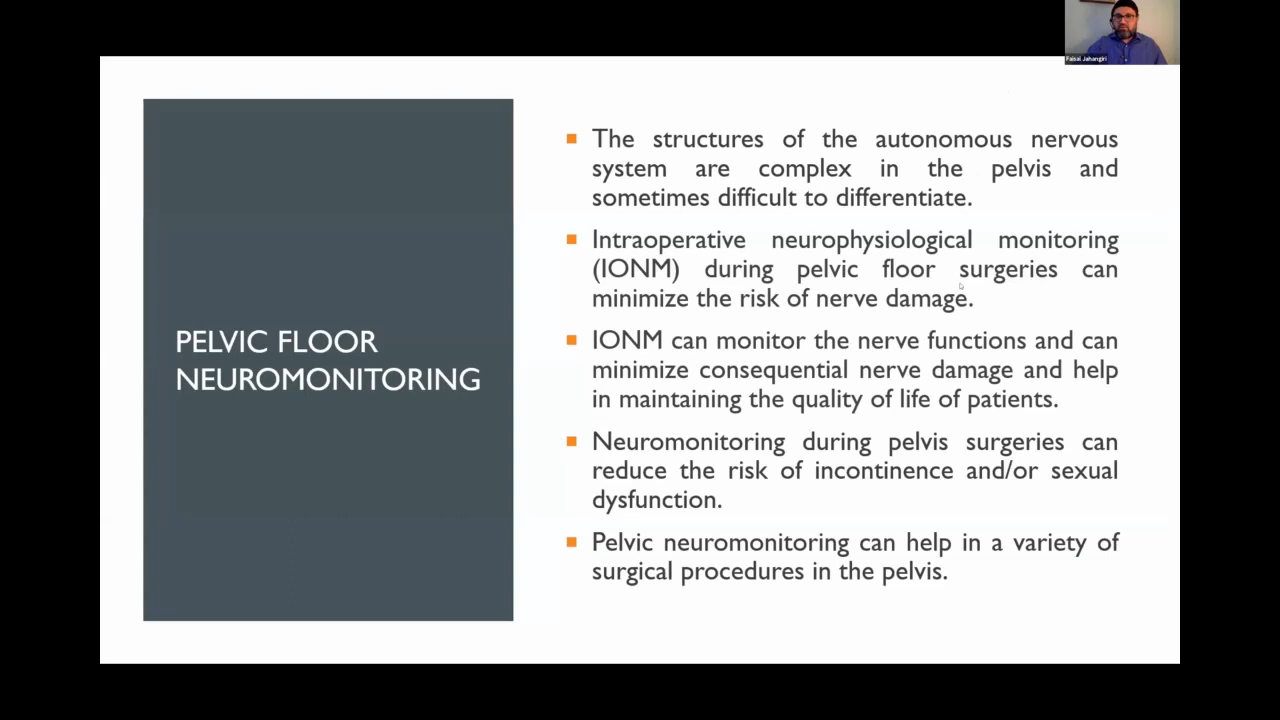 Faisal Jahangiri
PELVIC FLOOR
NEUROMONITORING
The structures of the autonomous nervous
system are complex in the pelvis and
sometimes difficult to differentiate.
Intraoperative neurophysiological monitoring
(IONM) during pelvic floor surgeries can
minimize the risk of nerve damage.
IONM can monitor the nerve functions and can
minimize consequential nerve damage and help
in maintaining the quality of life of patients.
Neuromonitoring during pelvis surgeries can
reduce the risk of incontinence and/or sexual
dysfunction.
Pelvic neuromonitoring can help in a variety of
surgical procedures in the pelvis.